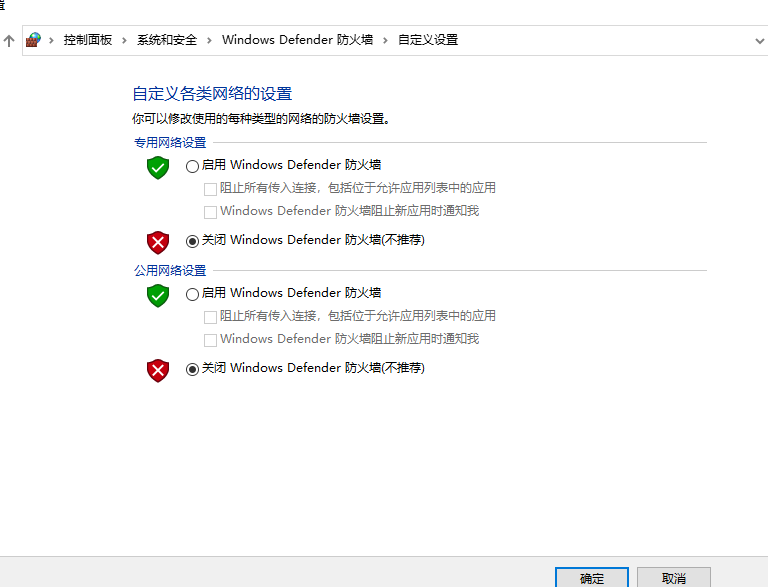 置
控制面板 › 系统和安全 › Windows Defender 防火墙 › 自定义设置
自定义各类网络的设置
你可以修改使用的每种类型的网络的防火墙设置。
专用网络设置
启用 Windows Defender 防火墙
阻止所有传入连接，包括位于允许应用列表中的应用
Windows Defender 防火墙阻止新应用时通知我
关闭 Windows Defender 防火墙(不推荐)
公用网络设置
启用 Windows Defender 防火墙
阻止所有传入连接，包括位于允许应用列表中的应用
Windows Defender 防火墙阻止新应用时通知我
关闭 Windows Defender 防火墙(不推荐)
确定 取消